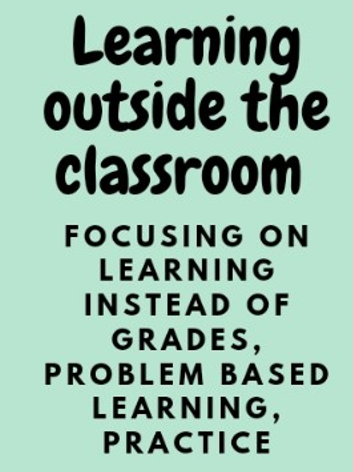 Learning
outside the
classroom
FOCUSING ON
LEARNING
INSTEAD OF
GRADES,
PROBLEM BASED
LEARNING,
PRACTICE